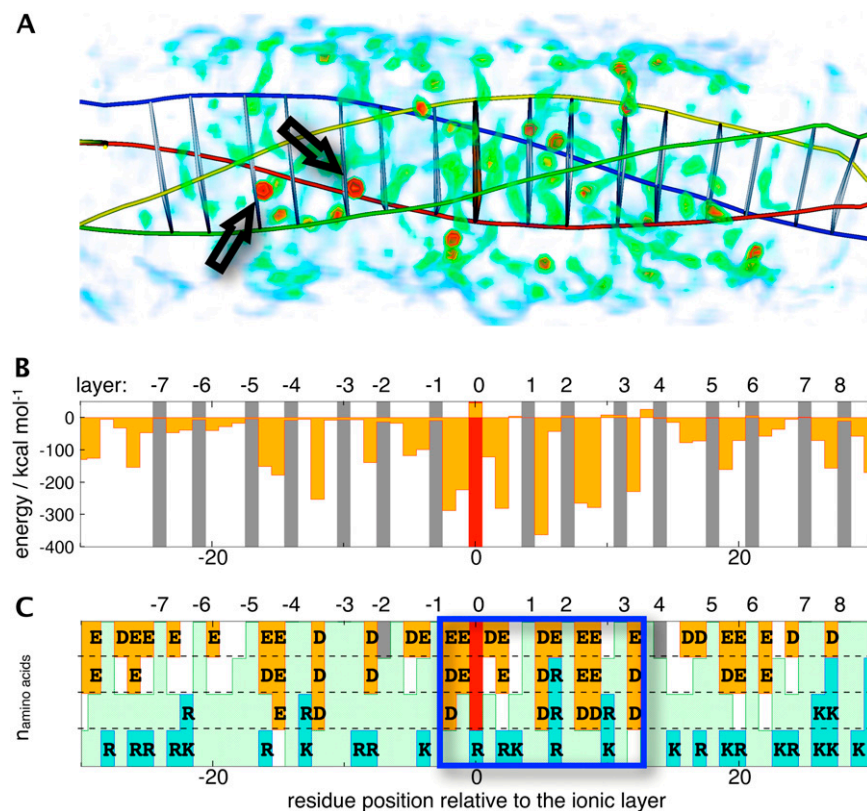 A
B
layer: -7 -6 -5 -4 -3 -2 -1 0 1 2 3 4 5 6 7 8
energy / kcal mol⁻¹
0
-100
-200
-300
-400
-20 0 20
C
-7 -6 -5 -4 -3 -2 -1 0 1 2 3 4 5 6 7 8
n amino acids
E DEE E E EE D D DE EE DE DE EE E DD EE E D D
E E DE D D DE DR EE D EE E
R E RD D DR DDR D KK
R RR RK R K RR K R RK R R K R RR KK R
-20 0 20
residue position relative to the ionic layer